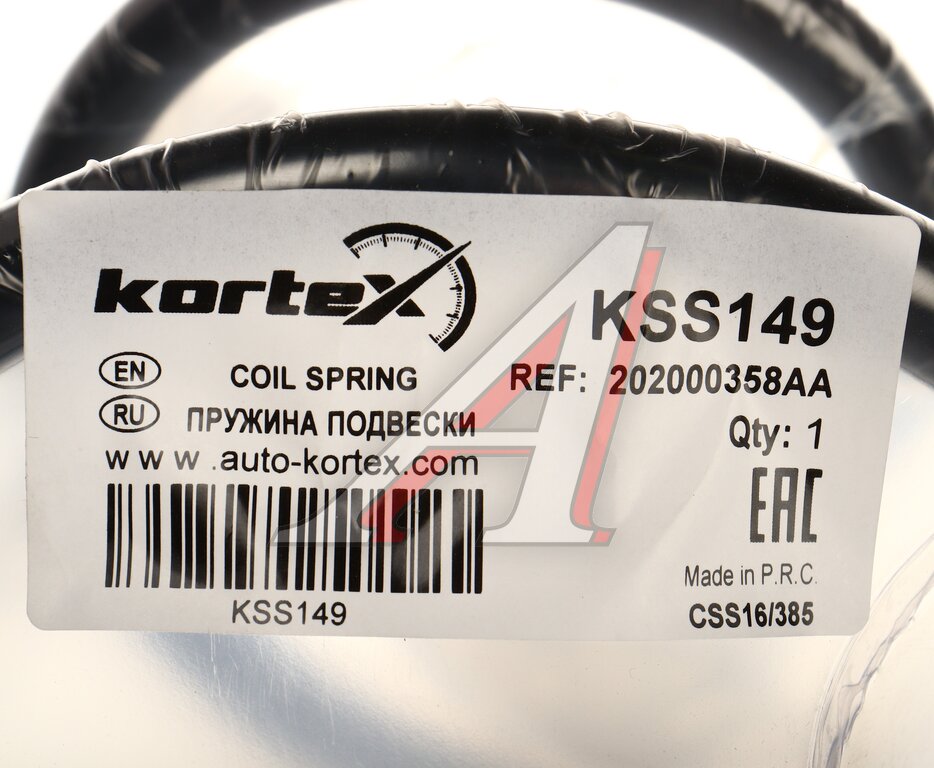 kortex
KSS149
EN COIL SPRING
REF: 202000358AA
RU ПРУЖИНА ПОДВЕСКИ
Qty: 1
www.auto-kortex.com
EAC
KSS149
Made in P.R.C.
CSS16/385